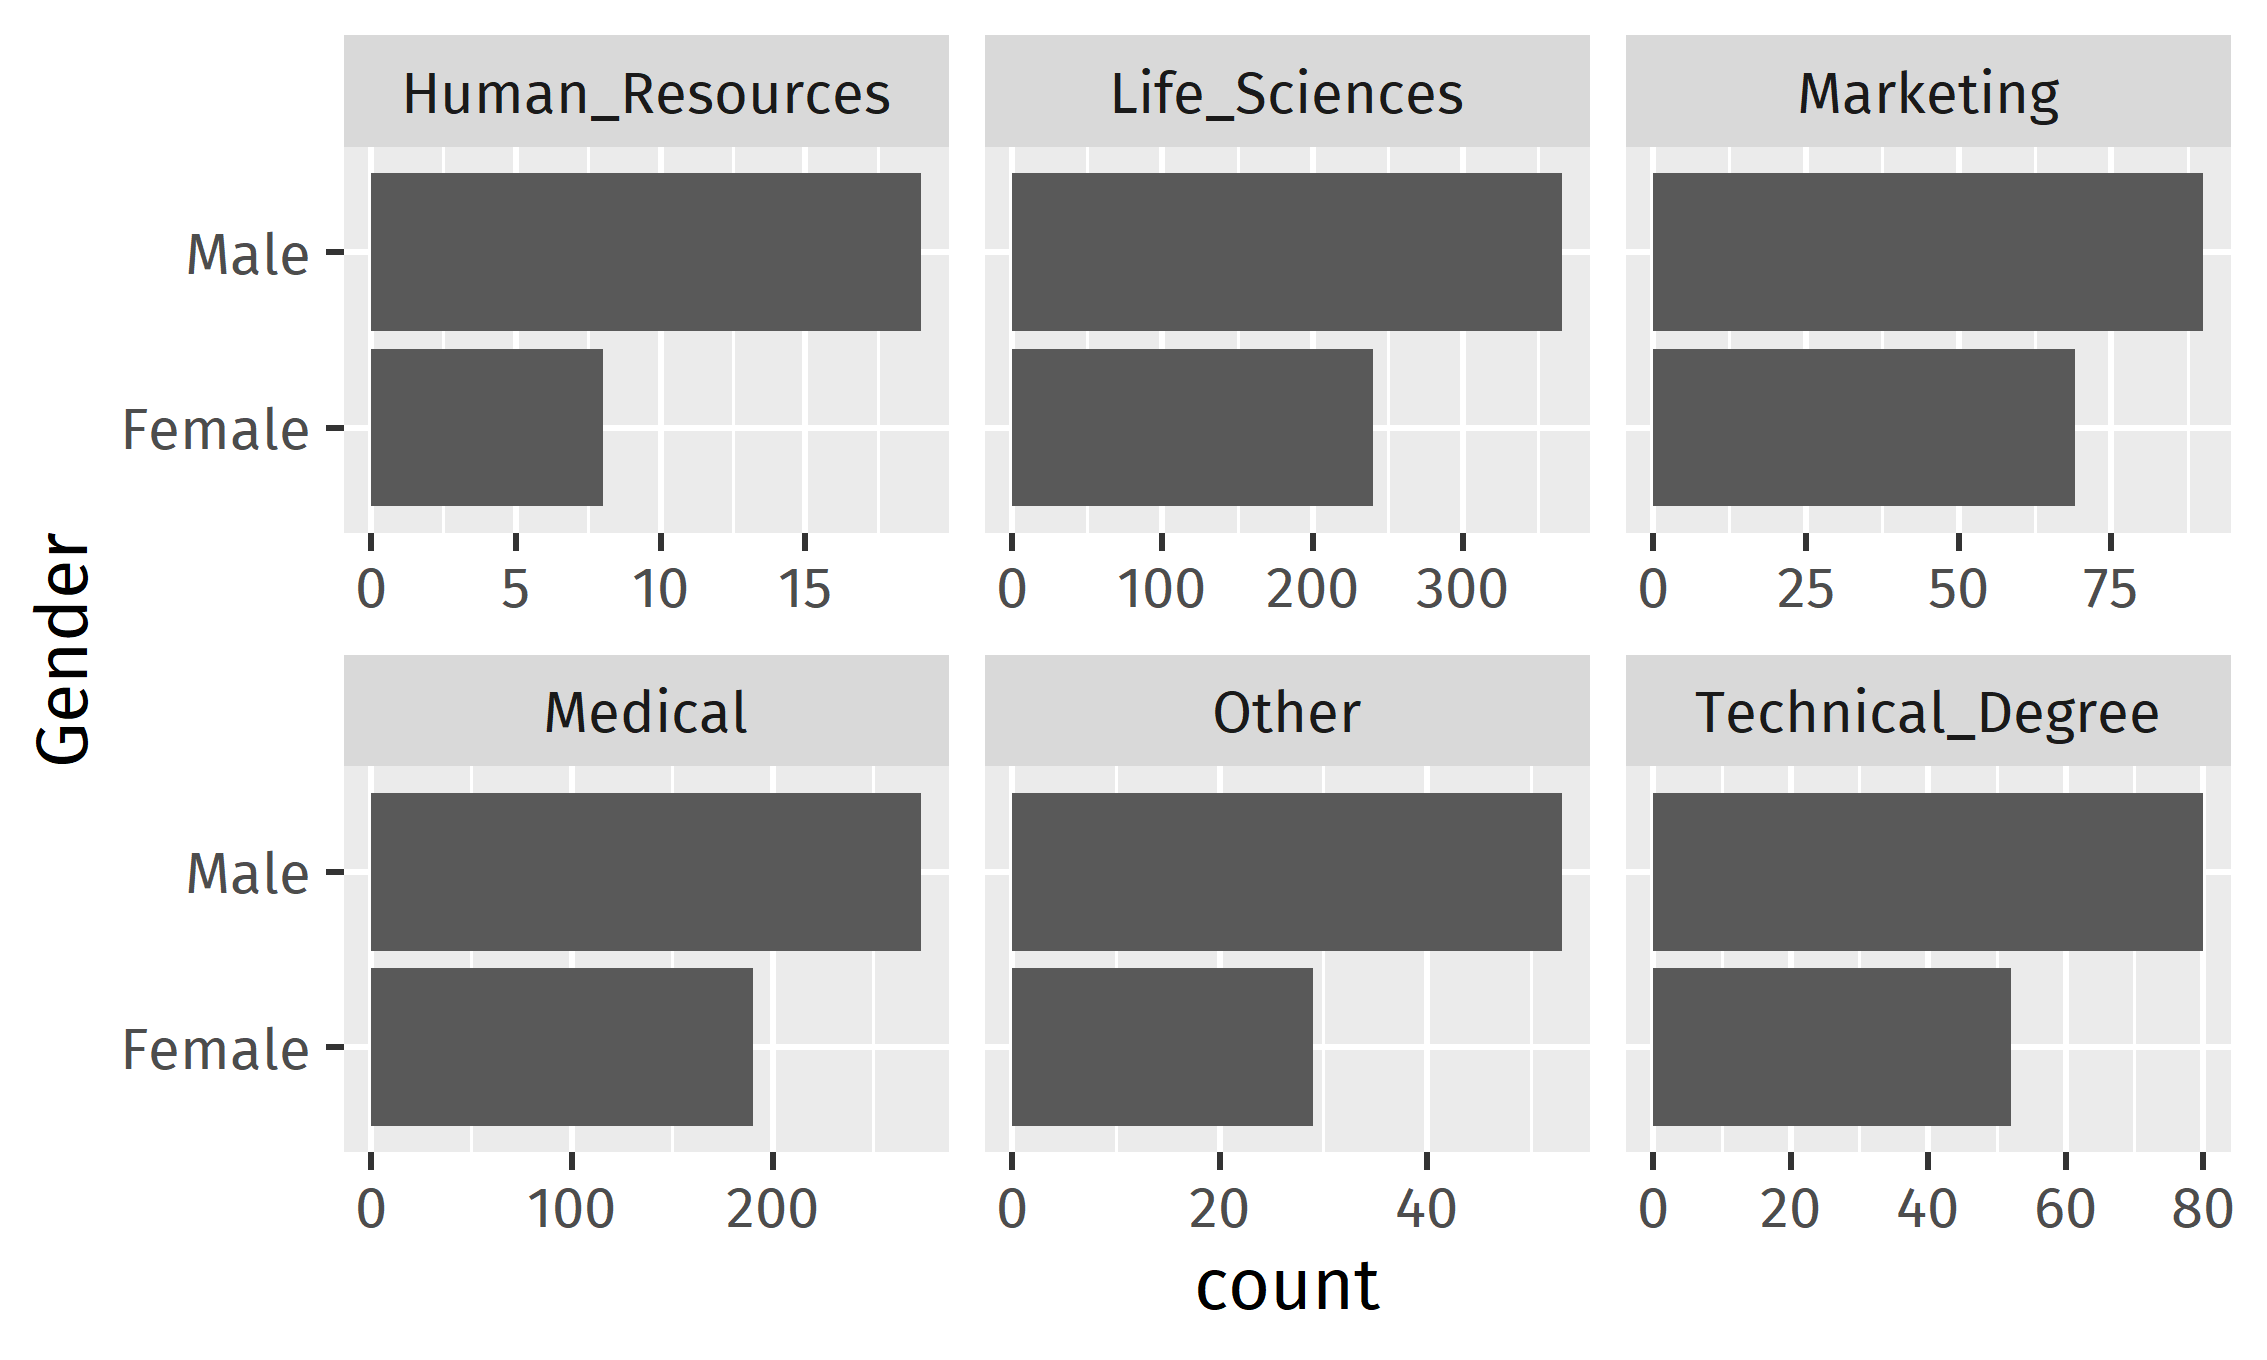 Human_Resources Life_Sciences Marketing
Male
Female
0 5 10 15 0 100 200 300 0 25 50 75
Gender
Medical Other Technical_Degree
Male
Female
0 100 200 0 20 40 0 20 40 60 80
count